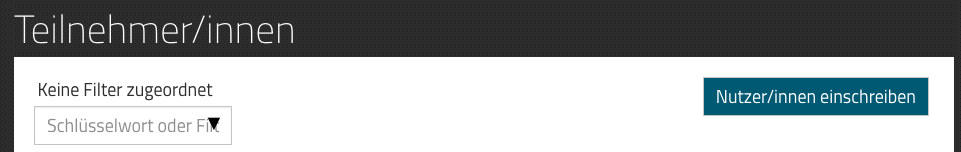 Teilnehmer/innen
Keine Filter zugeordnet
Nutzer/innen einschreiben
Schlüsselwort oder